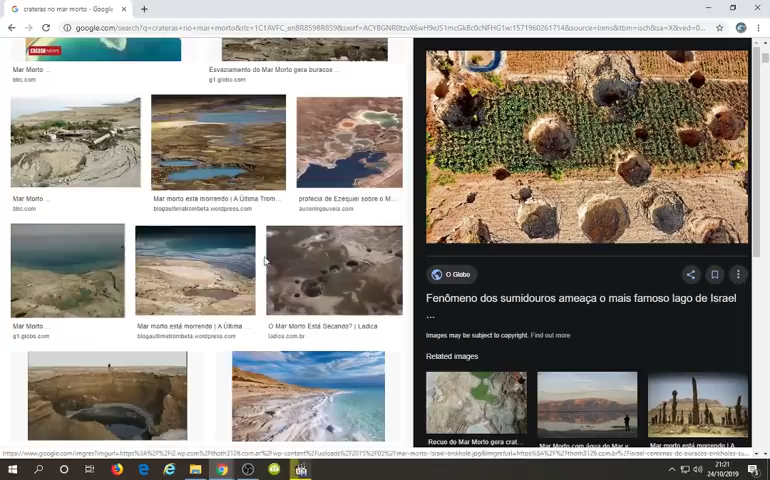 crateras no mar morto - Google
google.com/search?q=crateras+no+mar+morto&rlz=1C1AVFC_enBR859BR859&
BBC NEWS
Mar Morto ...
bbc.com
Esvaziamento do Mar Morto gera buracos ...
g1.globo.com
Mar Morto ...
bbc.com
Mar morto está morrendo | A Última Trom...
blogaultimatrombeta.wordpress.com
profecia de Ezequiel sobre o M...
Mar Morto ...
g1.globo.com
Mar morto está morrendo | A Última ...
blogaultimatrombeta.wordpress.com
O Mar Morto Está Secando? | Ladica
ladica.com.br
O Globo
Fenômeno dos sumidouros ameaça o mais famoso lago de Israel
...
Images may be subject to copyright. Find out more
Related images
Recuo do Mar Morto gera crat...
Mar Morto com água do Mar v...
Mar morto está morrendo | A ...
21:21
24/10/2019